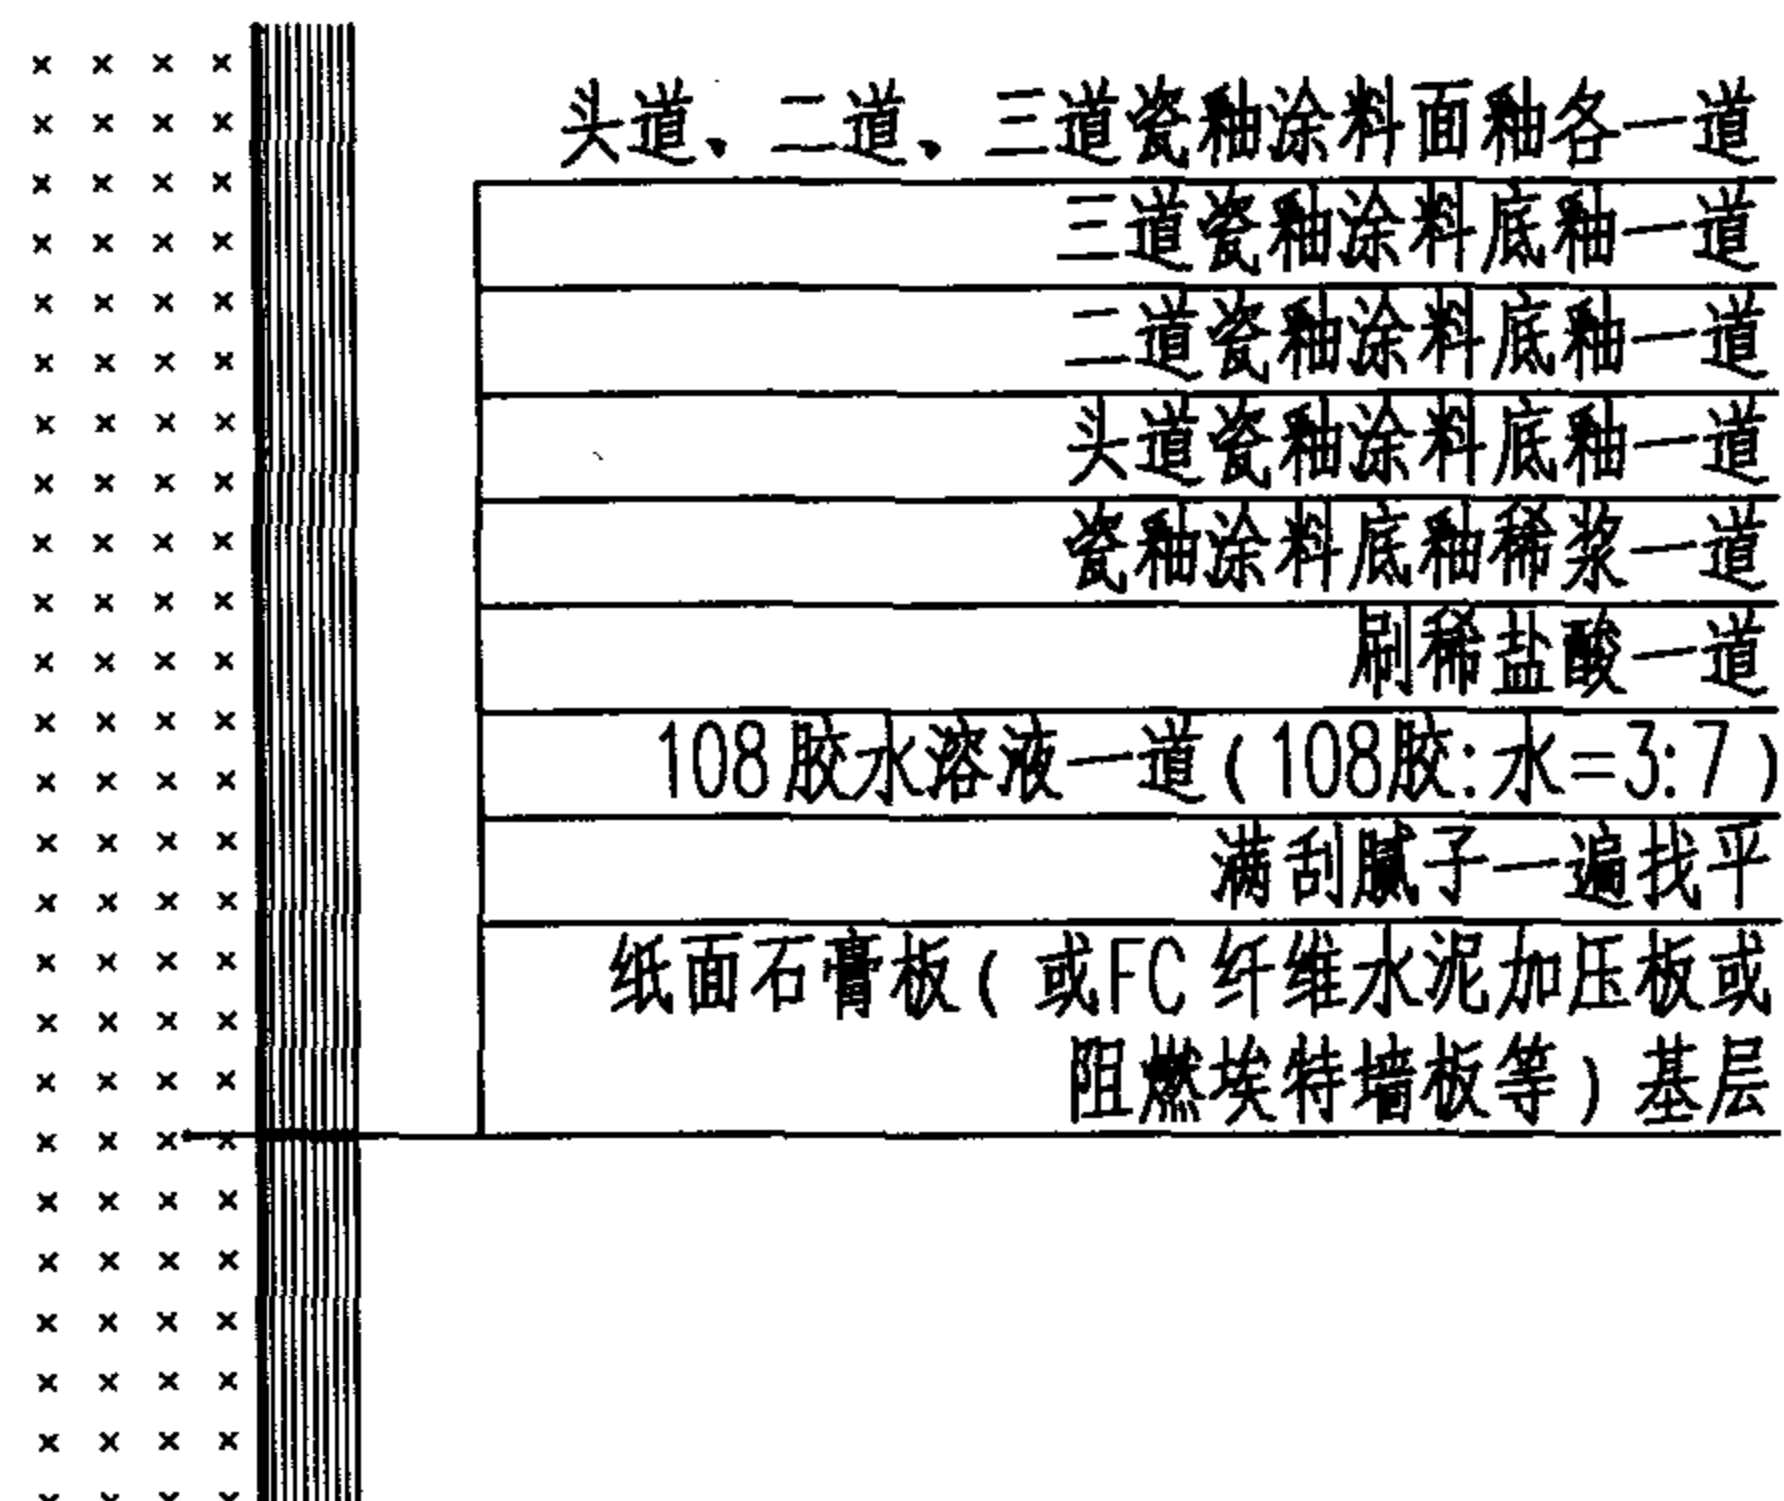 头道、二道、三道瓷釉涂料面釉各一道
三道瓷釉涂料底釉一道
二道瓷釉涂料底釉一道
头道瓷釉涂料底釉一道
瓷釉涂料底釉稀浆一道
刷稀盐酸一道
108胶水溶液一道(108胶:水=3:7)
满刮腻子一遍找平
纸面石膏板(或FC纤维水泥加压板或
阻燃埃特墙板等)基层